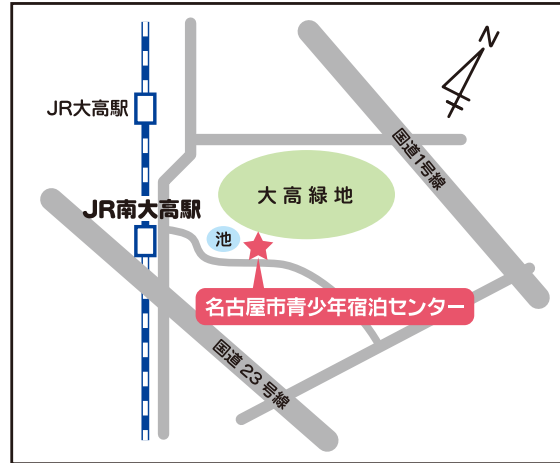 N
JR大高駅
国道1号線
大高緑地
JR南大高駅
池
名古屋市青少年宿泊センター
国道23号線